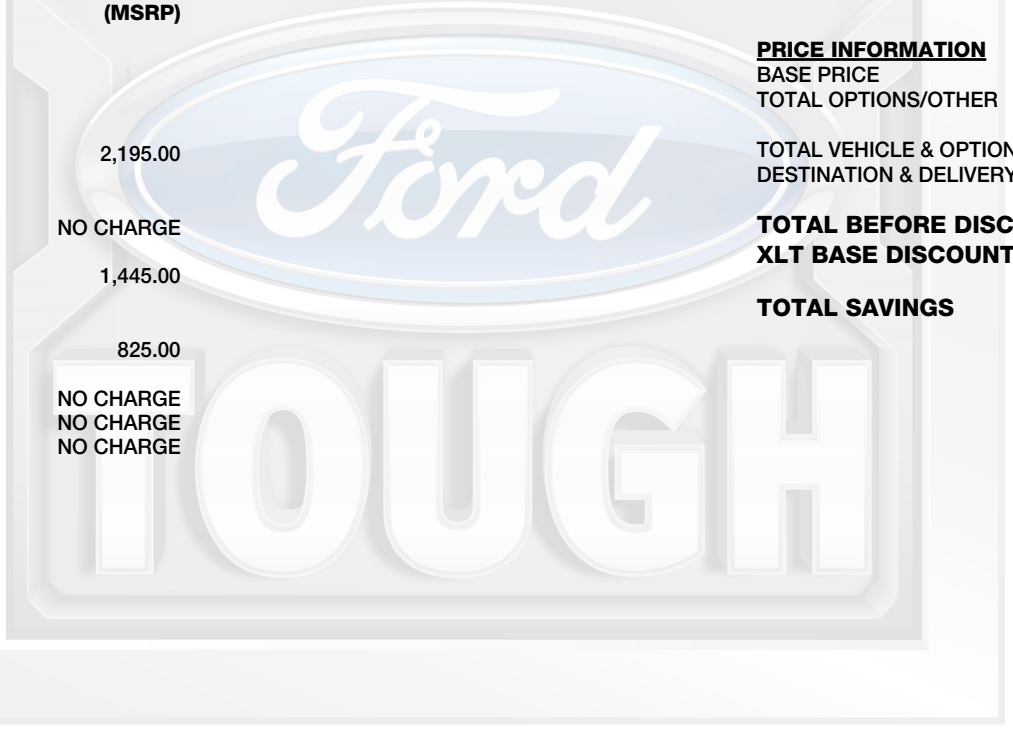 (MSRP)
2,195.00
NO CHARGE
1,445.00
825.00
NO CHARGE
NO CHARGE
NO CHARGE
PRICE INFORMATION
BASE PRICE
TOTAL OPTIONS/OTHER
TOTAL VEHICLE & OPTION
DESTINATION & DELIVERY
TOTAL BEFORE DISC
XLT BASE DISCOUNT
TOTAL SAVINGS
Ford
TOUGH